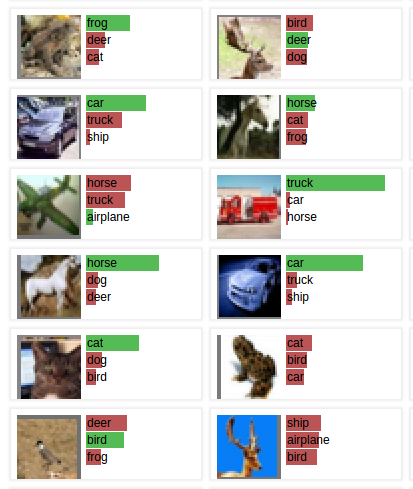 frog
deer
cat
bird
deer
dog
car
truck
ship
horse
cat
frog
horse
truck
airplane
truck
car
horse
horse
dog
deer
car
truck
ship
cat
dog
bird
cat
bird
car
deer
bird
frog
ship
airplane
bird